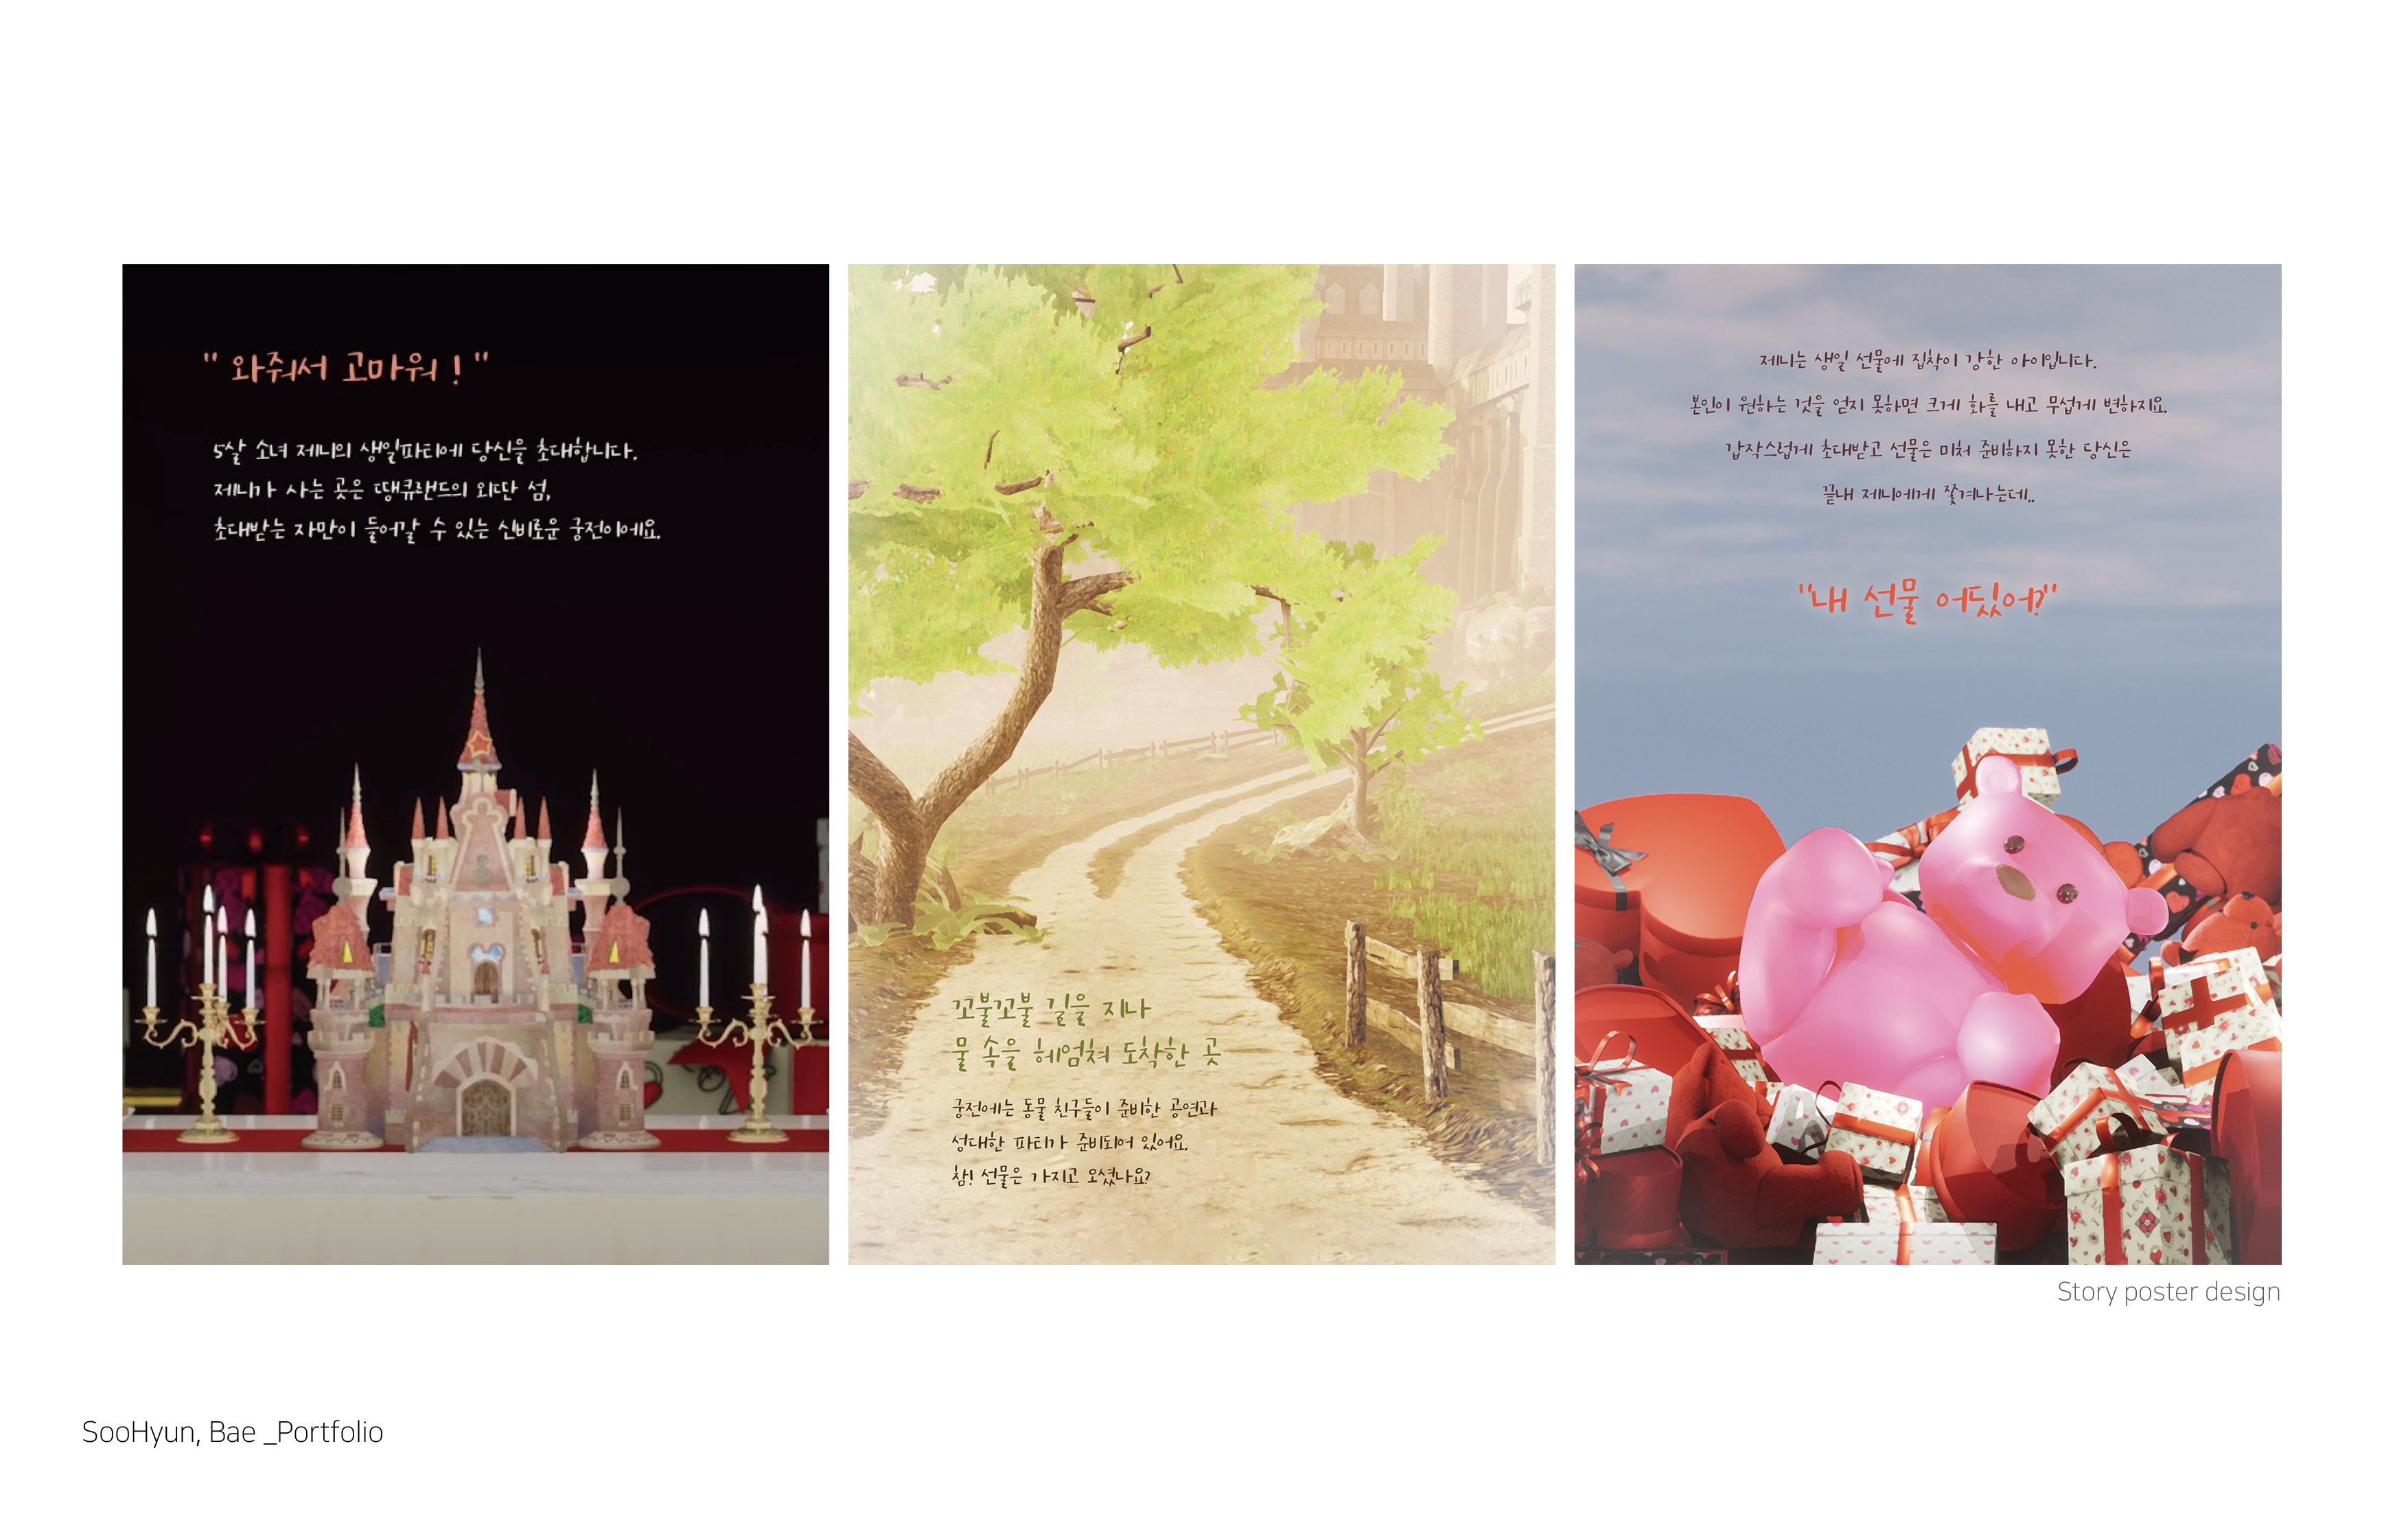 " 와줘서 고마워 ! "
5살 소녀 제니의 생일파티에 당신을 초대합니다.
제니가 사는 곳은 땡큐랜드의 외딴 섬,
초대받는 자만이 들어갈 수 있는 신비로운 궁전이에요.
꼬불꼬불 길을 지나
물 속을 헤엄쳐 도착한 곳
궁전에는 동물 친구들이 준비한 공연과
성대한 파티가 준비되어 있어요.
참! 선물은 가지고 오셨나요?
제니는 생일 선물에 집착이 강한 아이입니다.
본인이 원하는 것을 얻지 못하면 크게 화를 내고 무섭게 변하지요.
갑작스럽게 초대받고 선물은 미처 준비하지 못한 당신은
끝내 제니에게 쫓겨나는데..
"내 선물 어딨어?"
Story poster design
SooHyun, Bae _Portfolio